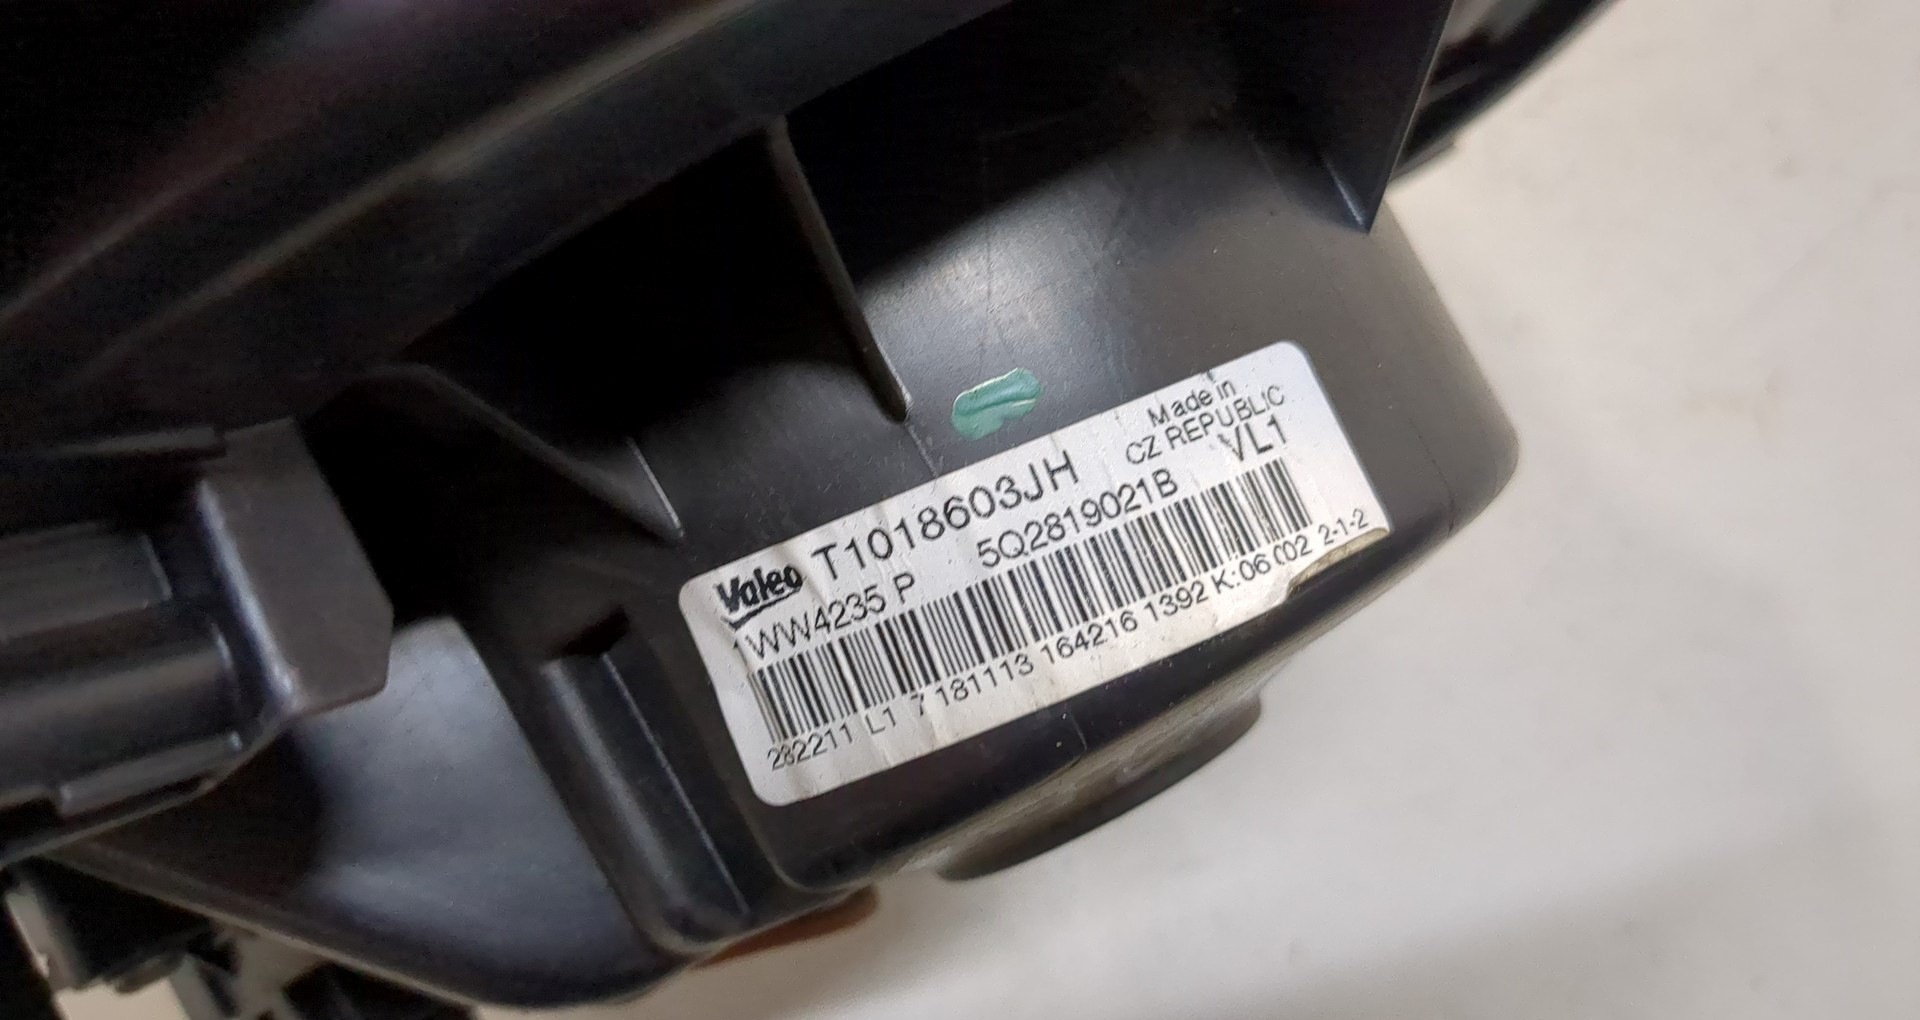 Made in
CZ REPUBLIC
Valeo T1018603JH
1WW4235 P 5Q2819021B VL1
282211 L1 7 181113 164216 1392 K:06 002 2-1-2